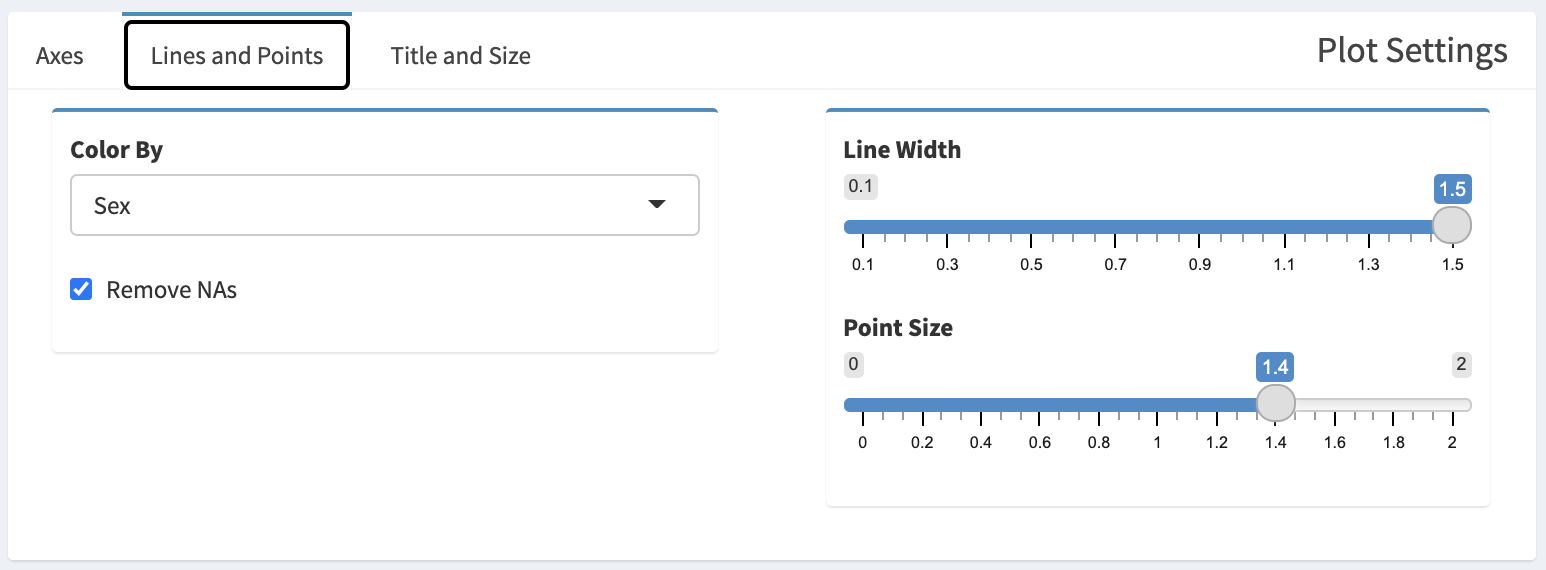 Axes
Lines and Points
Title and Size
Plot Settings
Color By
Sex
Remove NAs
Line Width
0.1
1.5
0.1 0.3 0.5 0.7 0.9 1.1 1.3 1.5
Point Size
0
1.4
2
0 0.2 0.4 0.6 0.8 1 1.2 1.4 1.6 1.8 2